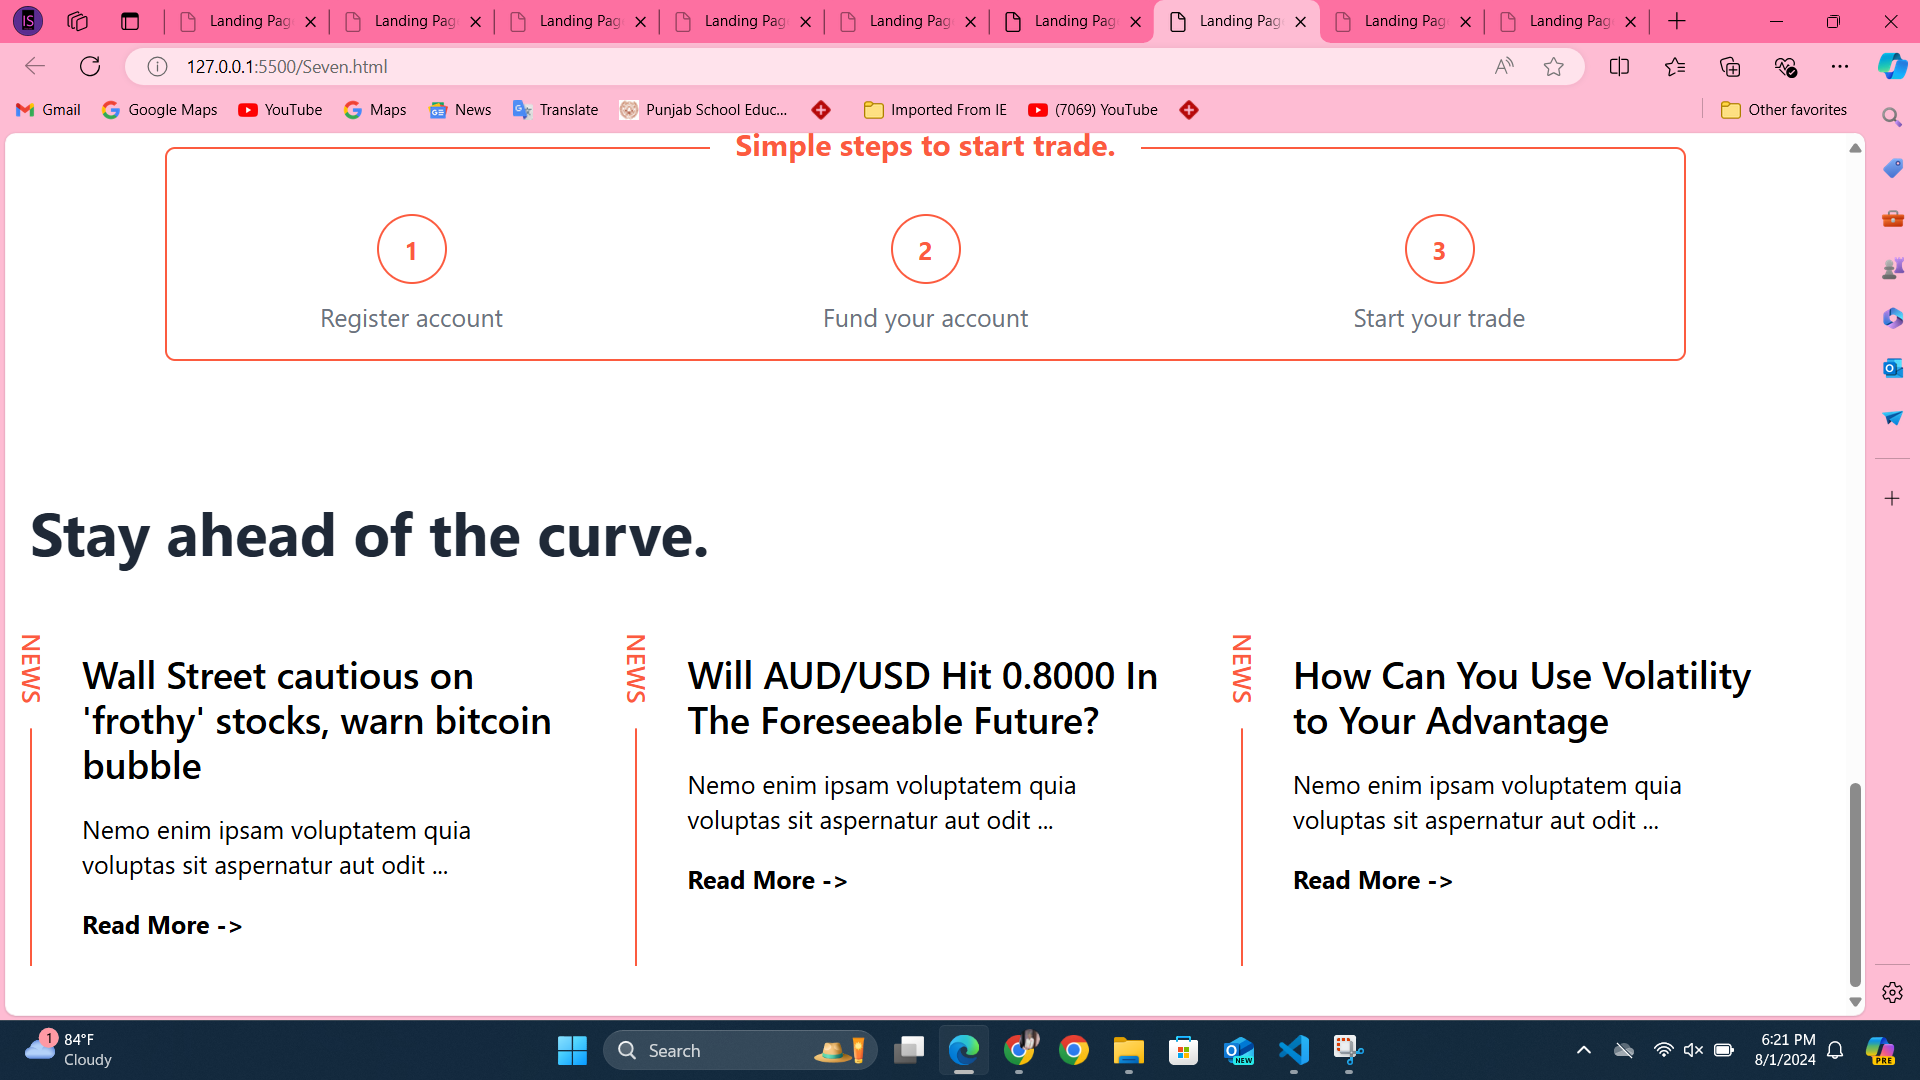 IS
Landing Pag
Landing Pag
Landing Pag
Landing Pag
Landing Pag
Landing Pag
Landing Pag
Landing Pag
Landing Pag
127.0.0.1:5500/Seven.html
Gmail
Google Maps
YouTube
Maps
News
Translate
Punjab School Educ...
Imported From IE
(7069) YouTube
Other favorites
Simple steps to start trade.
1
2
3
Register account
Fund your account
Start your trade
Stay ahead of the curve.
NEWS
Wall Street cautious on
'frothy' stocks, warn bitcoin
bubble
Nemo enim ipsam voluptatem quia
voluptas sit aspernatur aut odit ...
Read More ->
NEWS
Will AUD/USD Hit 0.8000 In
The Foreseeable Future?
Nemo enim ipsam voluptatem quia
voluptas sit aspernatur aut odit ...
Read More ->
NEWS
How Can You Use Volatility
to Your Advantage
Nemo enim ipsam voluptatem quia
voluptas sit aspernatur aut odit ...
Read More ->
1
84°F
Cloudy
Search
NEW
6:21 PM
8/1/2024
PRE